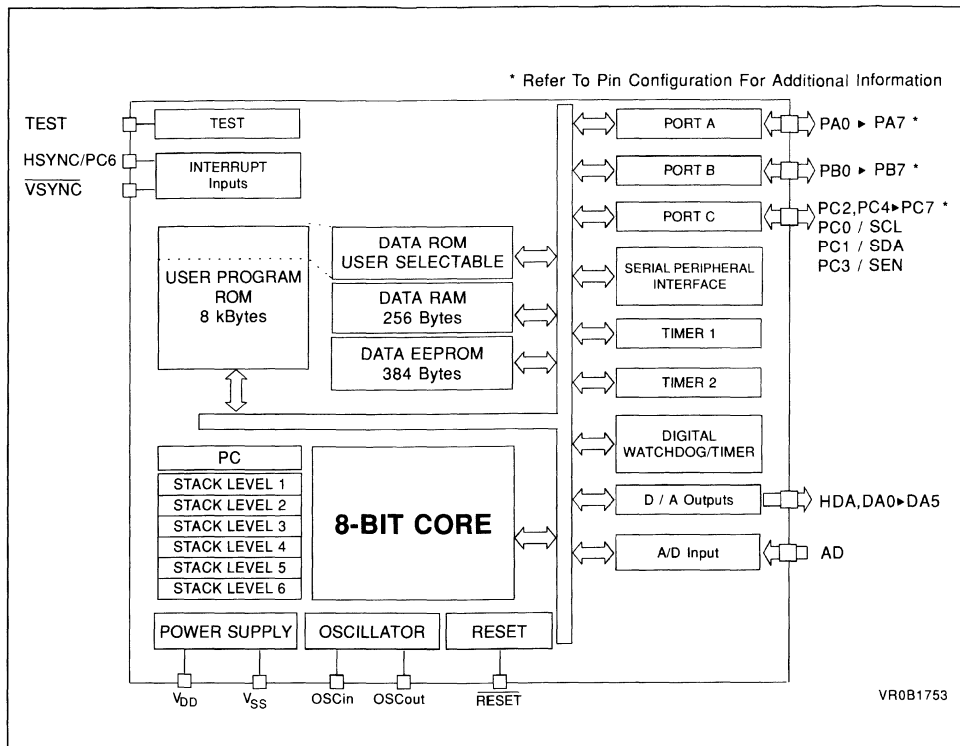 * Refer To Pin Configuration For Additional Information
TEST
TEST
HSYNC/PC6
VSYNC
INTERRUPT
Inputs
USER PROGRAM
ROM
8 kBytes
DATA ROM
USER SELECTABLE
DATA RAM
256 Bytes
DATA EEPROM
384 Bytes
PC
STACK LEVEL 1
STACK LEVEL 2
STACK LEVEL 3
STACK LEVEL 4
STACK LEVEL 5
STACK LEVEL 6
8-BIT CORE
POWER SUPPLY
OSCILLATOR
RESET
VDD
VSS
OSCin
OSCout
RESET
PORT A
PA0 ▶ PA7 *
PORT B
PB0 ▶ PB7 *
PORT C
PC2,PC4▶PC7 *
PC0 / SCL
PC1 / SDA
PC3 / SEN
SERIAL PERIPHERAL
INTERFACE
TIMER 1
TIMER 2
DIGITAL
WATCHDOG/TIMER
D / A Outputs
HDA,DA0▶DA5
A/D Input
AD
VR0B1753